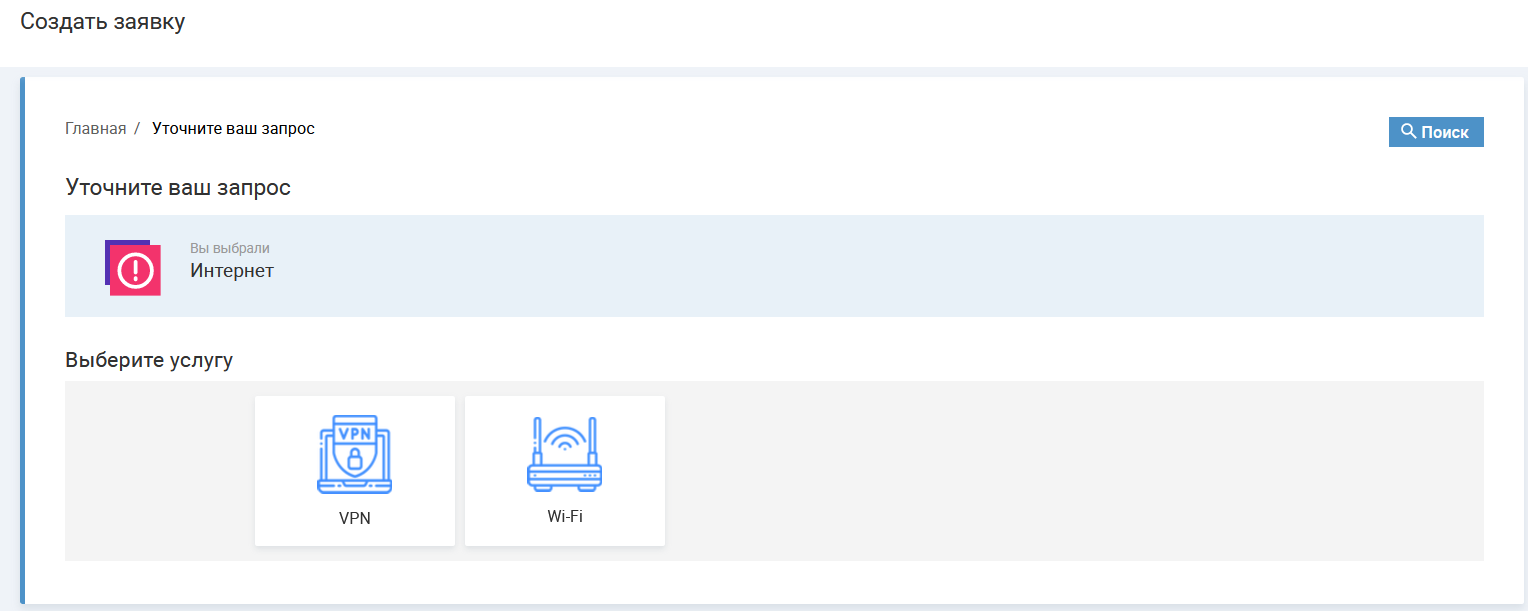 Создать заявку
Главная / Уточните ваш запрос
Поиск
Уточните ваш запрос
Вы выбрали
Интернет
Выберите услугу
VPN
VPN
Wi-Fi